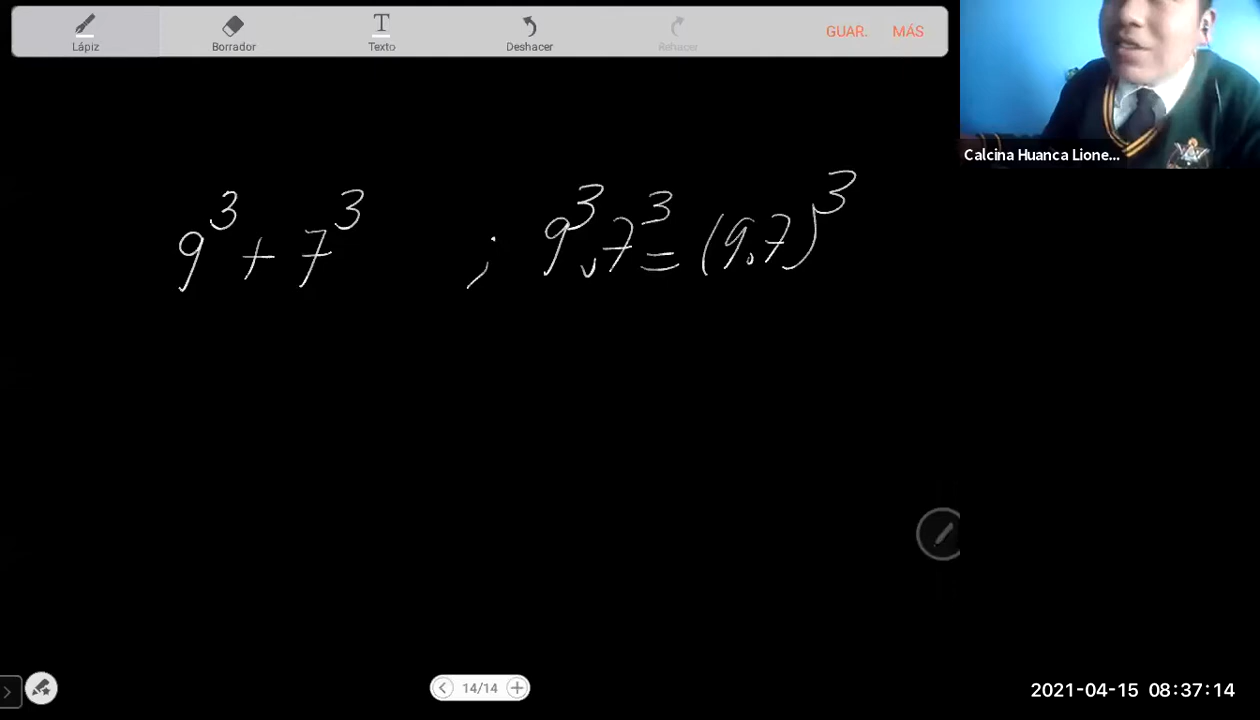 Lápiz
Borrador
T
Texto
Deshacer
Rehacer
GUAR.
MÁS
Calcina Huanca Lione...
9³ + 7³ ; 9³.7³ = (9.7)³
14/14
2021-04-15 08:37:14